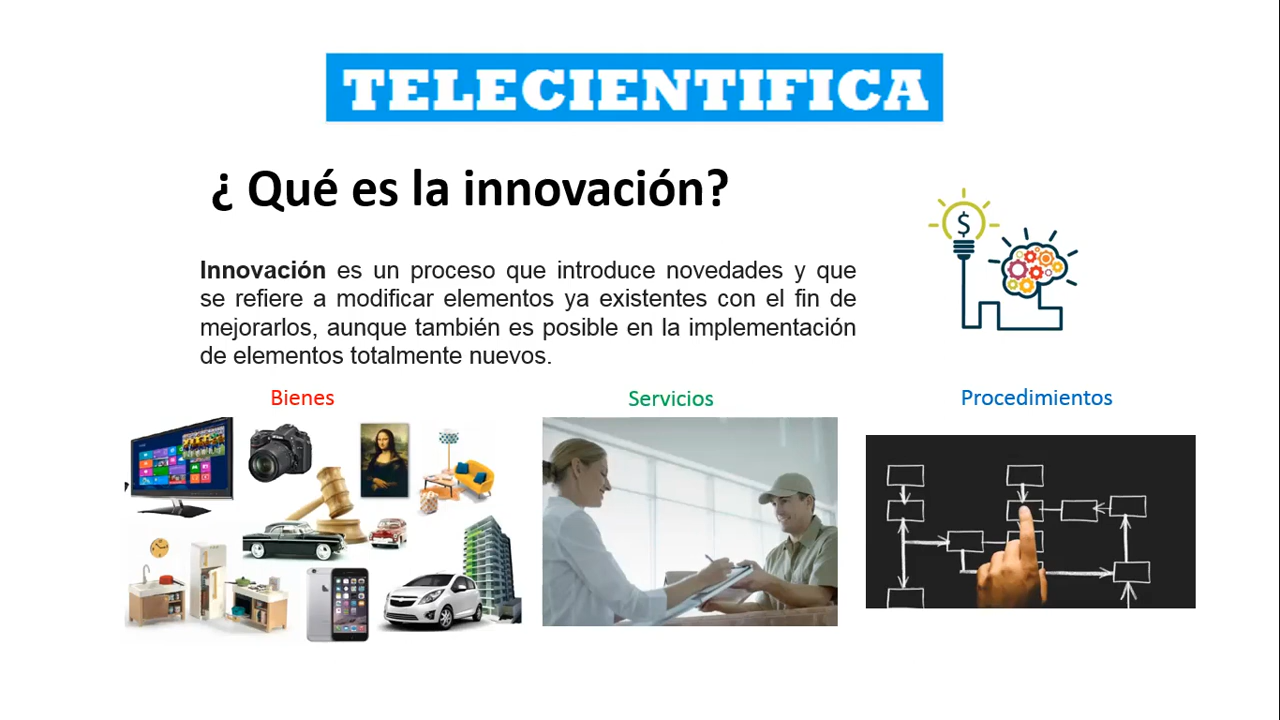 TELECIENTIFICA
¿ Qué es la innovación?
$
Innovación es un proceso que introduce novedades y que
se refiere a modificar elementos ya existentes con el fin de
mejorarlos, aunque también es posible en la implementación
de elementos totalmente nuevos.
Bienes
Servicios
Procedimientos